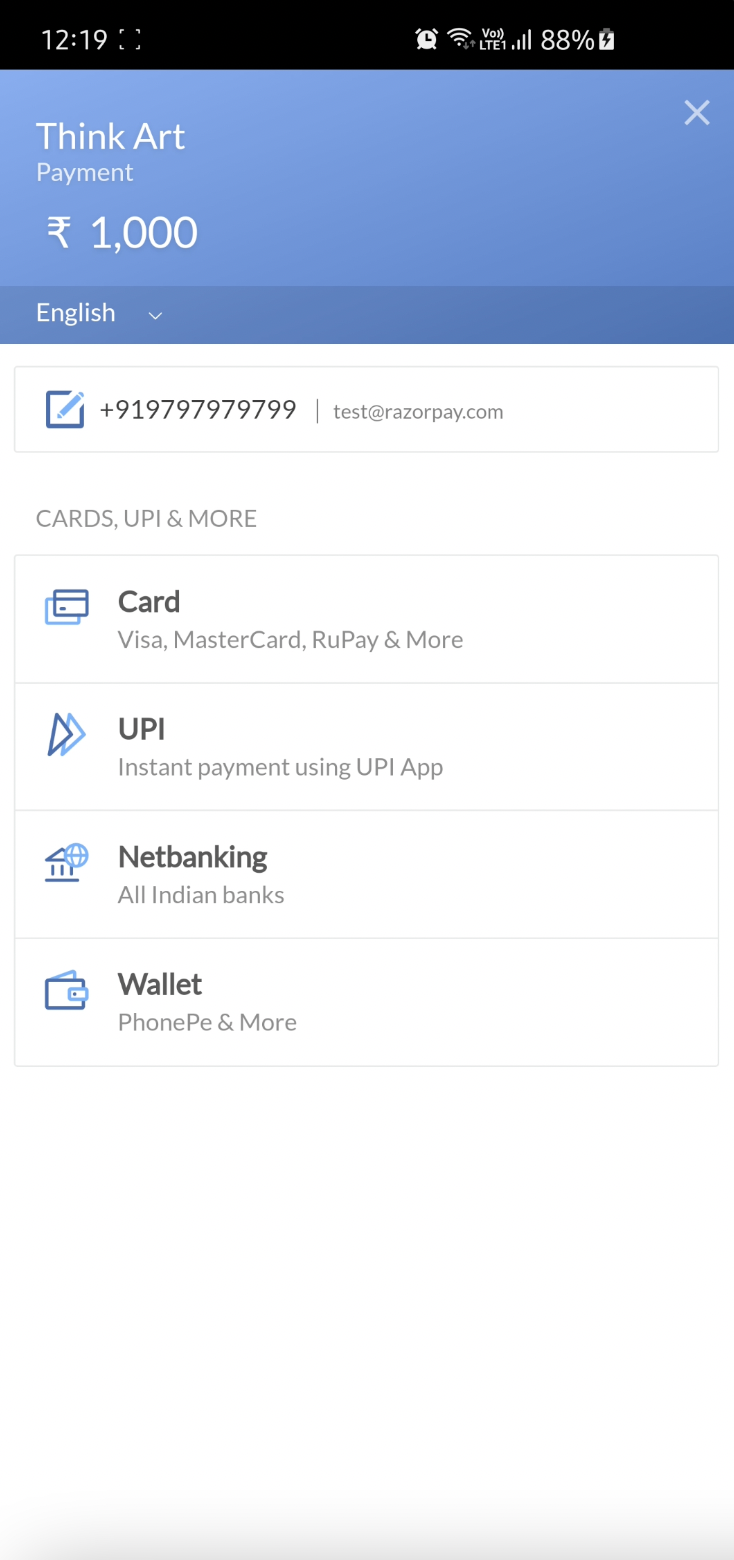 12:19 88%
Vo))
LTE1
Think Art
Payment
₹ 1,000
English
+919797979799 | test@razorpay.com
CARDS, UPI & MORE
Card
Visa, MasterCard, RuPay & More
UPI
Instant payment using UPI App
Netbanking
All Indian banks
Wallet
PhonePe & More